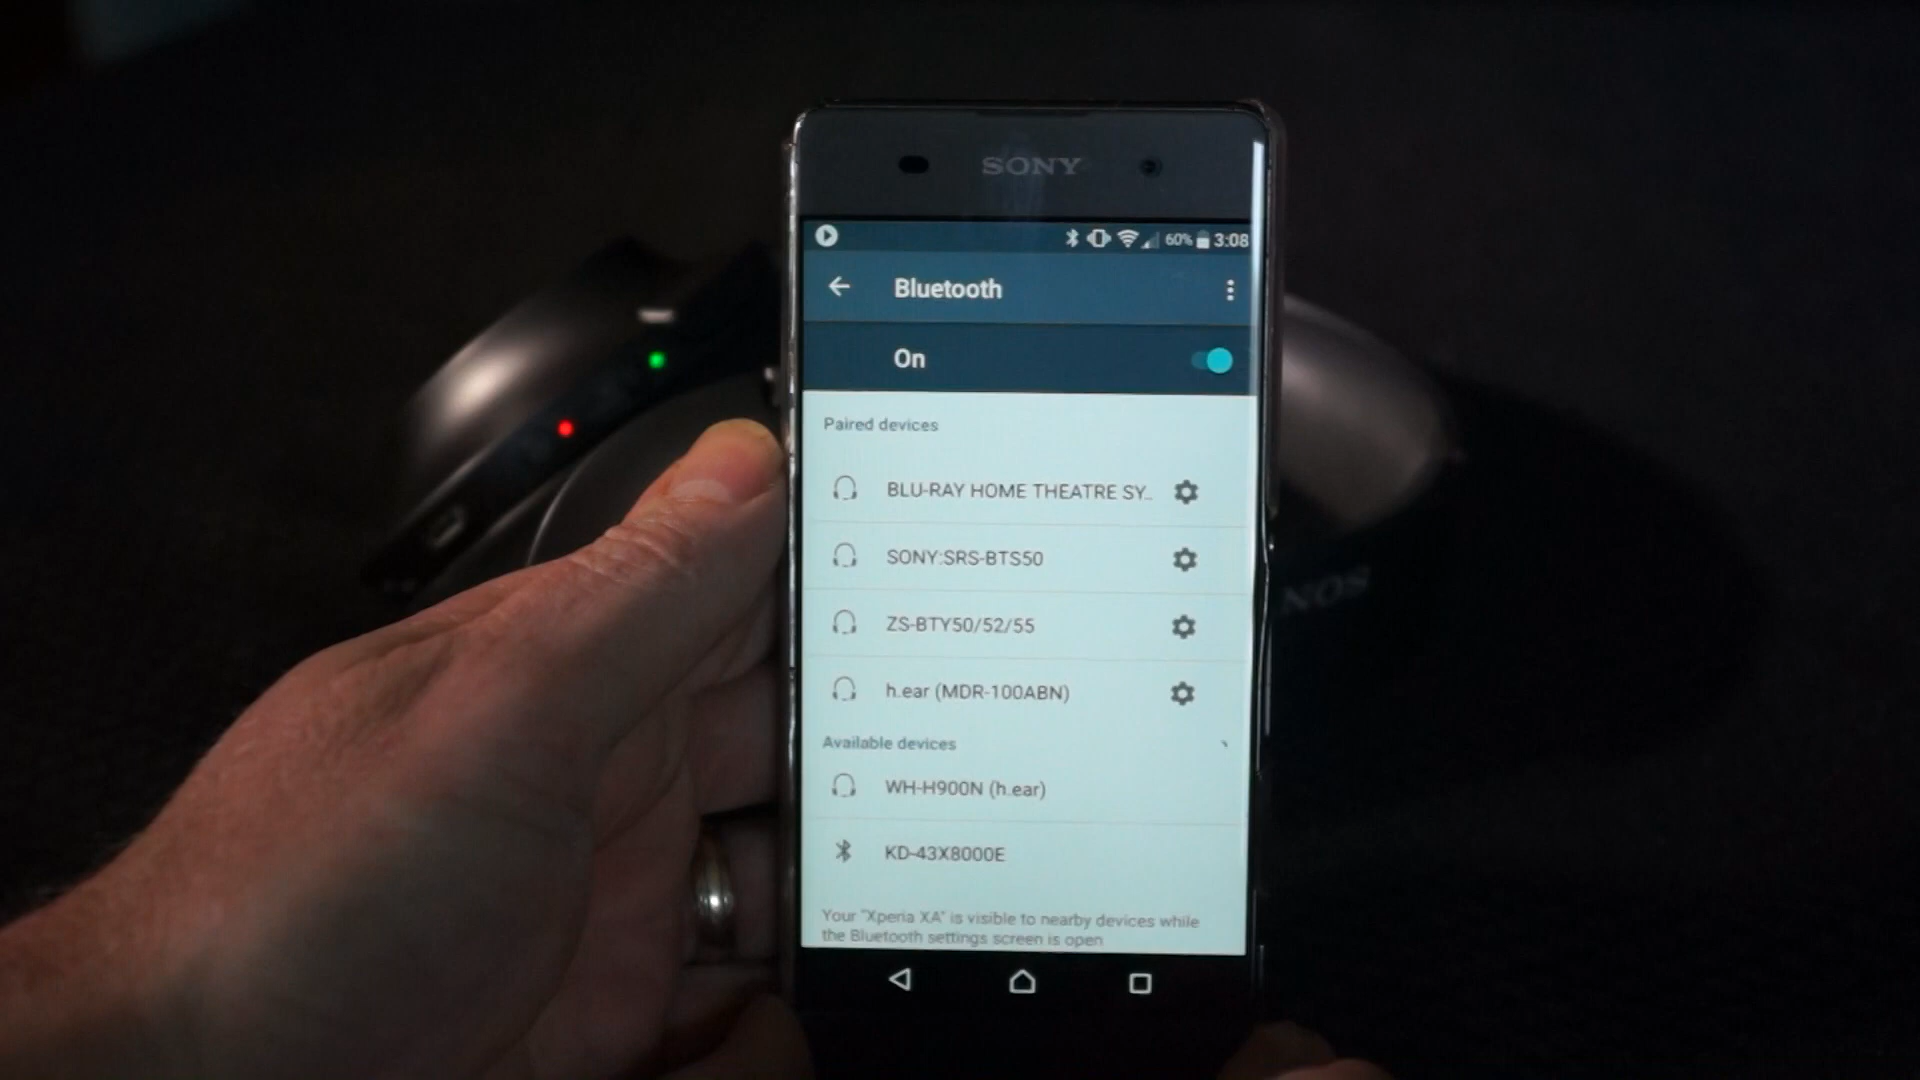 SONY
60% 3:08
Bluetooth
On
Paired devices
BLU-RAY HOME THEATRE SY...
SONY:SRS-BTS50
ZS-BTY50/52/55
h.ear (MDR-100ABN)
Available devices
WH-H900N (h.ear)
KD-43X8000E
Your "Xperia XA" is visible to nearby devices while
the Bluetooth settings screen is open